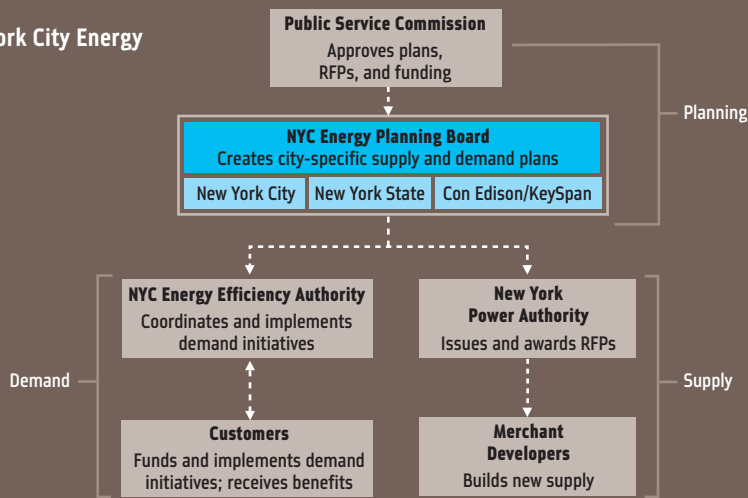 ork City Energy
Public Service Commission
Approves plans,
RFPs, and funding
Planning
NYC Energy Planning Board
Creates city-specific supply and demand plans
New York City
New York State
Con Edison/KeySpan
NYC Energy Efficiency Authority
Coordinates and implements
demand initiatives
New York
Power Authority
Issues and awards RFPs
Demand
Supply
Customers
Funds and implements demand
initiatives; receives benefits
Merchant
Developers
Builds new supply